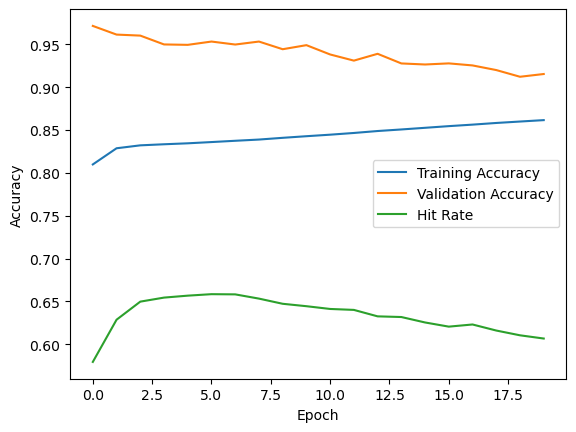 Accuracy
0.95
0.90
0.85
0.80
0.75
0.70
0.65
0.60
Training Accuracy
Validation Accuracy
Hit Rate
0.0 2.5 5.0 7.5 10.0 12.5 15.0 17.5
Epoch